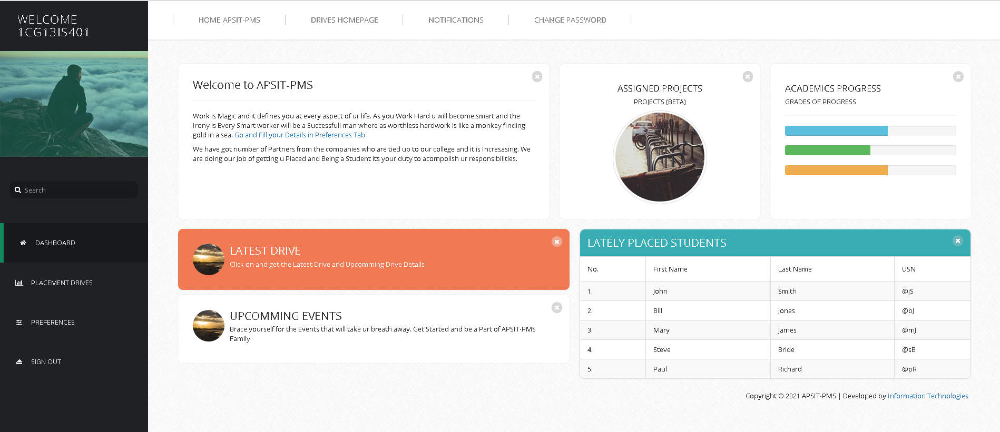 WELCOME
1CG13IS401
HOME APSIT-PMS
DRIVES HOMEPAGE
NOTIFICATIONS
CHANGE PASSWORD
Search
DASHBOARD
PLACEMENT DRIVES
PREFERENCES
SIGN OUT
Welcome to APSIT-PMS
Work is Magic and it defines you at every aspect of ur life. As you Work Hard u will become smart and the
Irony is Every Smart worker will be a Successfull man where as worthless hardwork is like a monkey finding
gold in a sea. Go and Fill your Details in Preferences Tab
We have got number of Partners from the companies who are tied up to our college and it is Incresasing. We
are doing our Job of getting u Placed and Being a Student its your duty to acompolish ur responsibilities.
ASSIGNED PROJECTS
PROJECTS (BETA)
ACADEMICS PROGRESS
GRADES OF PROGRESS
LATEST DRIVE
Click on and get the Latest Drive and Upcomming Drive Details
UPCOMMING EVENTS
Brace yourself for the Events that will take ur breath away. Get Started and be a Part of APSIT-PMS
Family
LATELY PLACED STUDENTS
No. First Name Last Name USN
1. John Smith @jS
2. Bill Jones @bJ
3. Mary James @mJ
4. Steve Bride @sB
5. Paul Richard @pR
Copyright © 2021 APSIT-PMS | Developed by Information Technologies